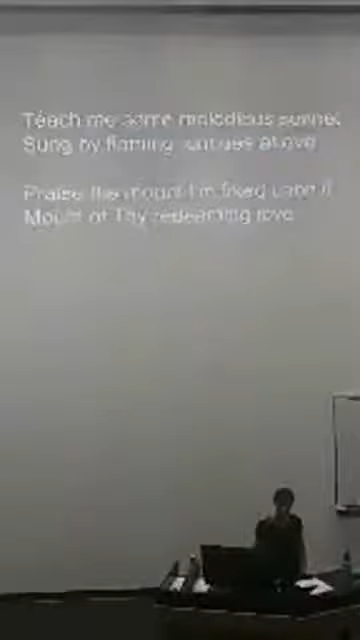 Teach me some melodious sonnet
Sung by flaming tongues above
Praise the mount I'm fixed upon it
Mount of Thy redeeming love